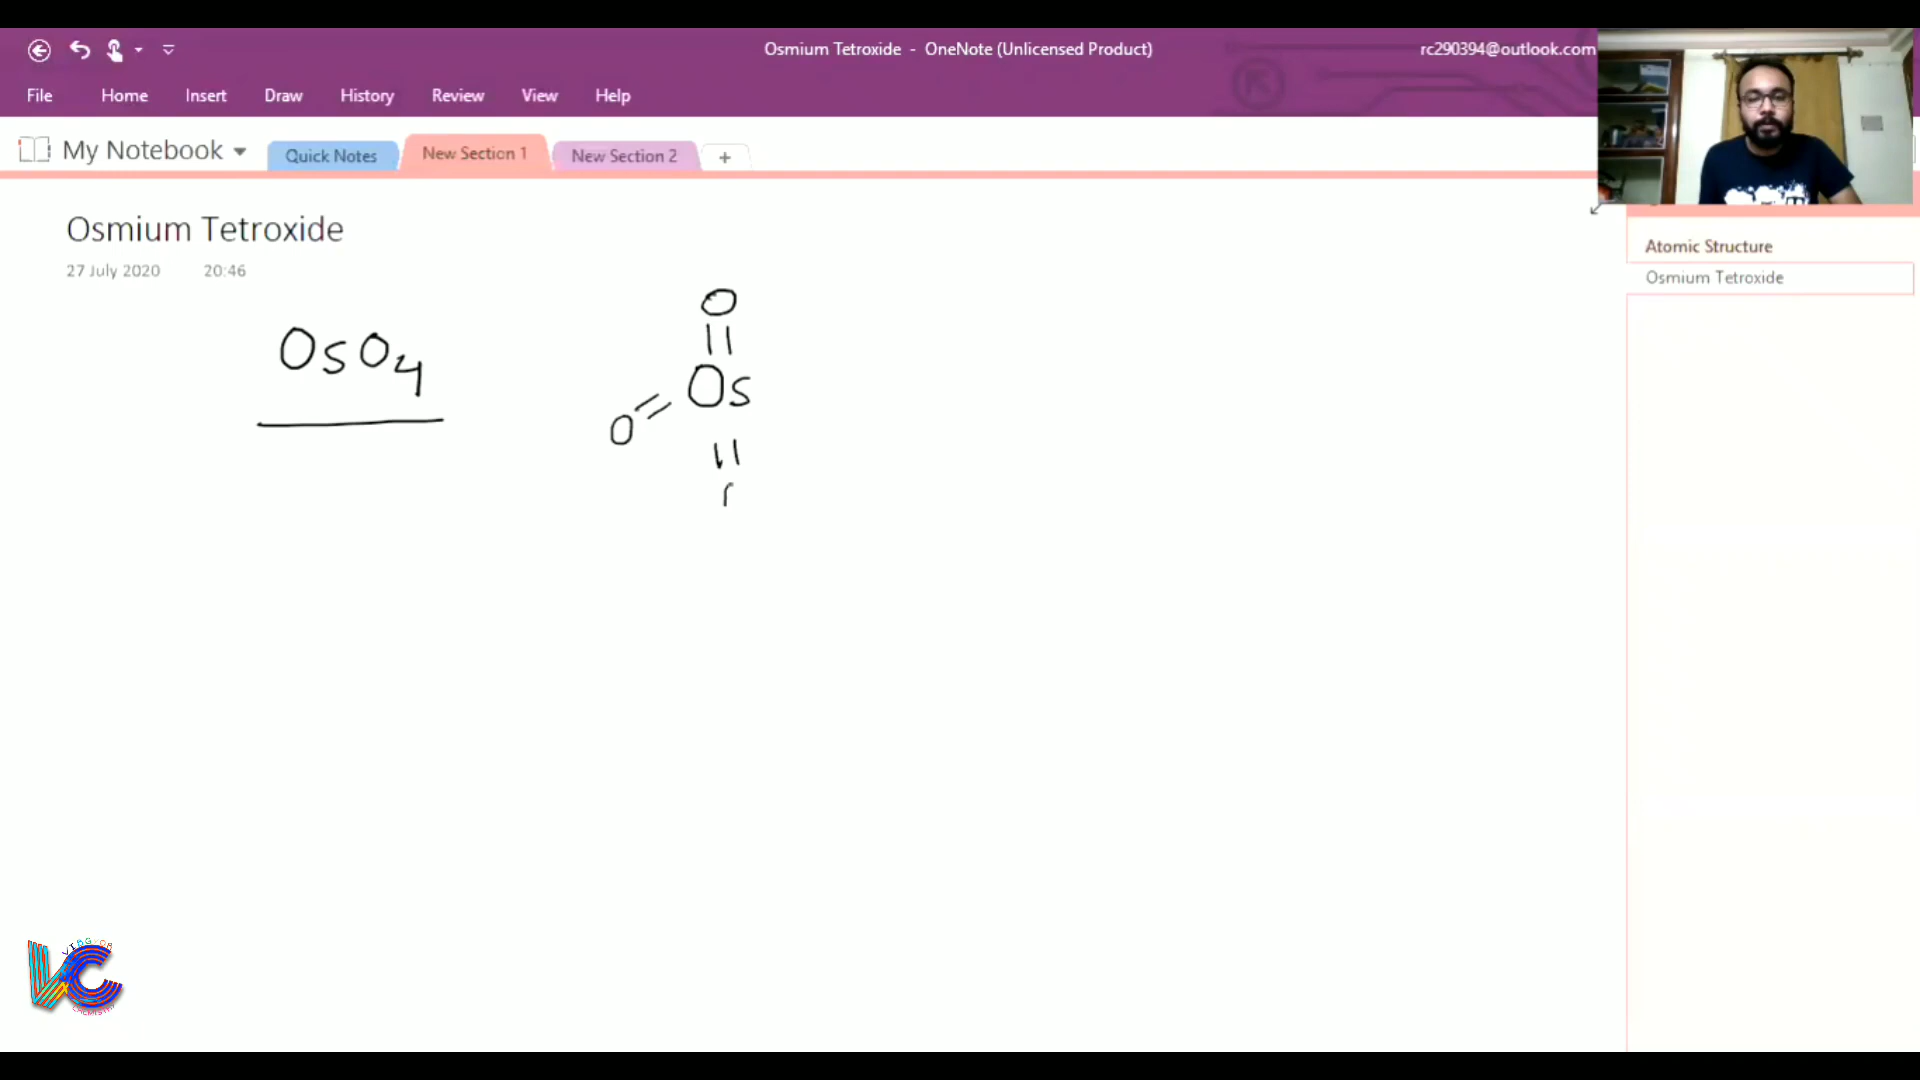 Osmium Tetroxide - OneNote (Unlicensed Product)
rc290394@outlook.com
File Home Insert Draw History Review View Help
My Notebook
Quick Notes
New Section 1
New Section 2
+
Atomic Structure
Osmium Tetroxide
Osmium Tetroxide
27 July 2020 20:46
OsO4
O
||
Os
=
O
||
VC